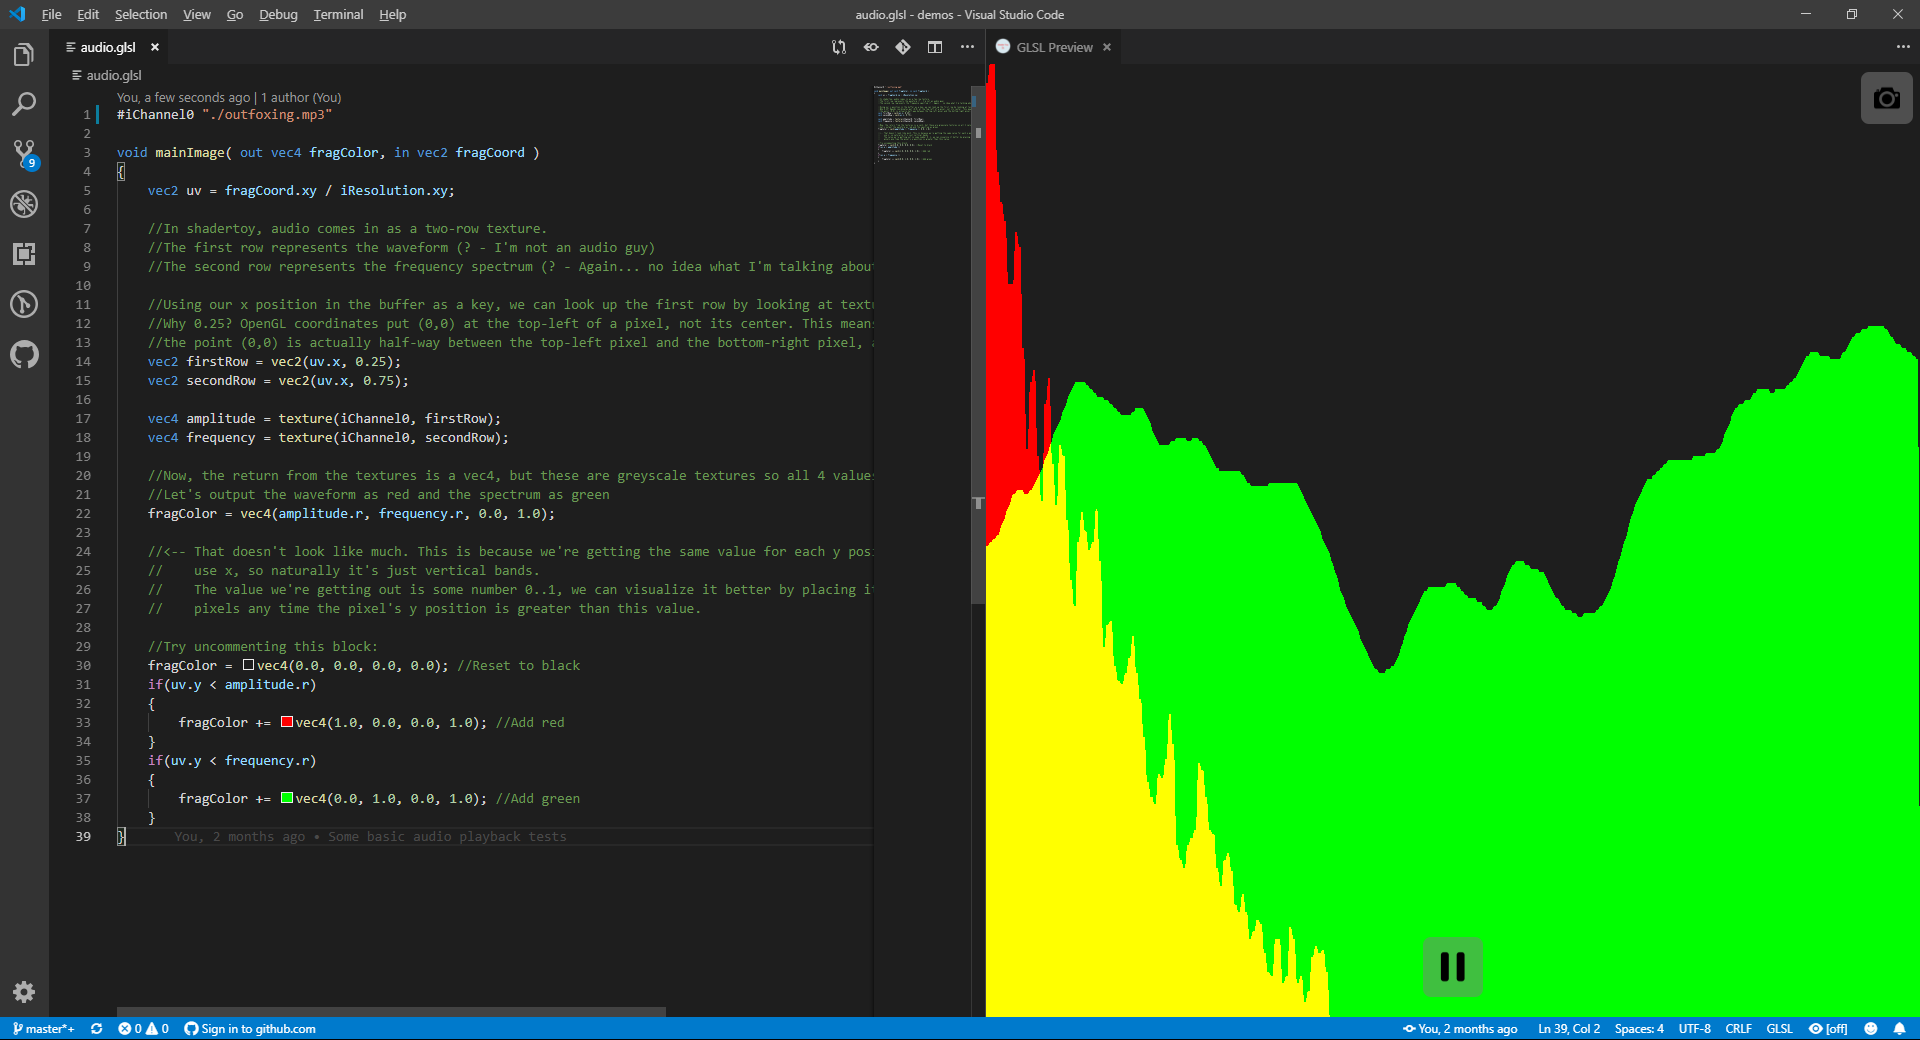 File Edit Selection View Go Debug Terminal Help
audio.glsl - demos - Visual Studio Code
audio.glsl
GLSL Preview
audio.glsl
You, a few seconds ago | 1 author (You)
1 #iChannel0 "./outfoxing.mp3"
2
3 void mainImage( out vec4 fragColor, in vec2 fragCoord )
4 {
5 vec2 uv = fragCoord.xy / iResolution.xy;
6
7 //In shadertoy, audio comes in as a two-row texture.
8 //The first row represents the waveform (? - I'm not an audio guy)
9 //The second row represents the frequency spectrum (? - Again... no idea what I'm talking about
10
11 //Using our x position in the buffer as a key, we can look up the first row by looking at textu
12 //Why 0.25? OpenGL coordinates put (0,0) at the top-left of a pixel, not its center. This means
13 //the point (0,0) is actually half-way between the top-left pixel and the bottom-right pixel, a
14 vec2 firstRow = vec2(uv.x, 0.25);
15 vec2 secondRow = vec2(uv.x, 0.75);
16
17 vec4 amplitude = texture(iChannel0, firstRow);
18 vec4 frequency = texture(iChannel0, secondRow);
19
20 //Now, the return from the textures is a vec4, but these are greyscale textures so all 4 values
21 //Let's output the waveform as red and the spectrum as green
22 fragColor = vec4(amplitude.r, frequency.r, 0.0, 1.0);
23
24 //<-- That doesn't look like much. This is because we're getting the same value for each y posi
25 // use x, so naturally it's just vertical bands.
26 // The value we're getting out is some number 0..1, we can visualize it better by placing it
27 // pixels any time the pixel's y position is greater than this value.
28
29 //Try uncommenting this block:
30 fragColor = vec4(0.0, 0.0, 0.0, 0.0); //Reset to black
31 if(uv.y < amplitude.r)
32 {
33 fragColor += vec4(1.0, 0.0, 0.0, 1.0); //Add red
34 }
35 if(uv.y < frequency.r)
36 {
37 fragColor += vec4(0.0, 1.0, 0.0, 1.0); //Add green
38 }
39 } You, 2 months ago • Some basic audio playback tests
9
master*+ 0 0 Sign in to github.com You, 2 months ago Ln 39, Col 2 Spaces: 4 UTF-8 CRLF GLSL [off]